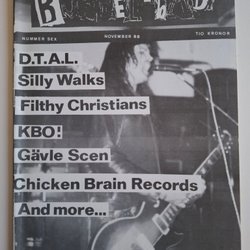 NUMMER SEX NOVEMBER 88 TIO KRONOR
D.T.A.L.
Silly Walks
Filthy Christians
KBO!
Gävle Scen
Chicken Brain Records
And more...